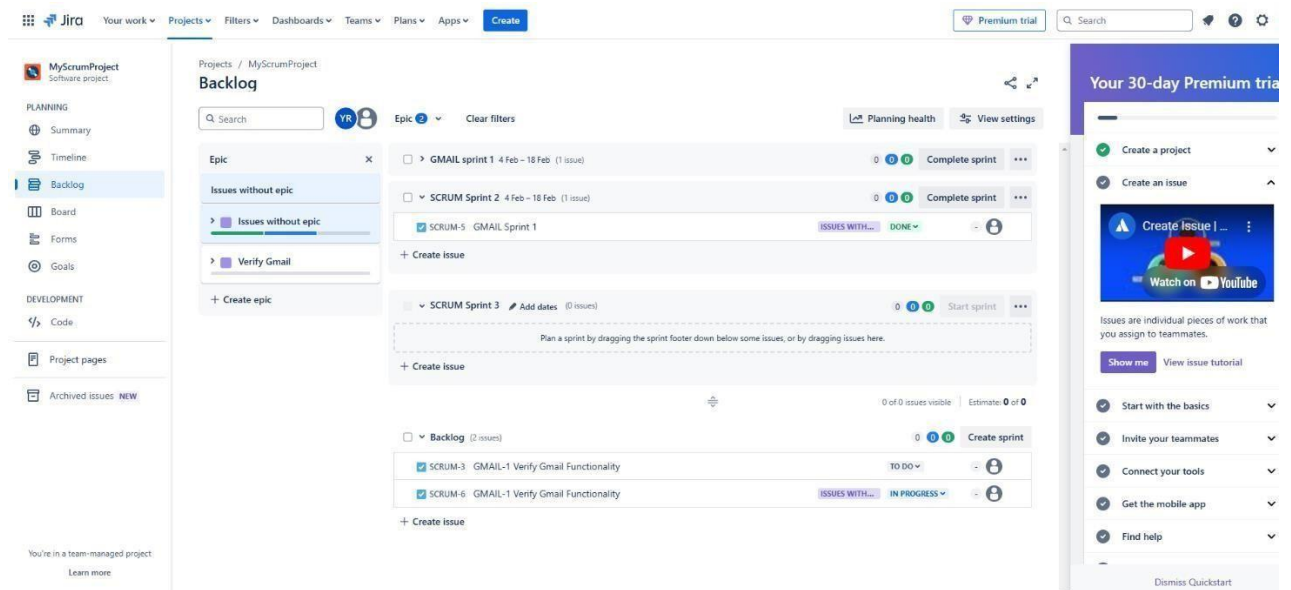 Jira Your work Projects Filters Dashboards Teams Plans Apps Create Premium trial Search
MyScrumProject
Software project
PLANNING
Summary
Timeline
Backlog
Board
Forms
Goals
DEVELOPMENT
Code
Project pages
Archived issues NEW
You're in a team-managed project
Learn more
Projects / MyScrumProject
Backlog
Search YR Epic 2 Clear filters Planning health View settings
Epic
Issues without epic
Issues without epic
Verify Gmail
+ Create epic
GMAIL sprint 1 4 Feb – 18 Feb (1 issue) 0 0 0 Complete sprint
SCRUM Sprint 2 4 Feb – 18 Feb (1 issue) 0 0 0 Complete sprint
SCRUM-5 GMAIL Sprint 1 ISSUES WITH... DONE -
+ Create issue
SCRUM Sprint 3 Add dates (0 issues) 0 0 0 Start sprint
Plan a sprint by dragging the sprint footer down below some issues, or by dragging issues here.
+ Create issue
0 of 0 issues visible Estimate: 0 of 0
Backlog (2 issues) 0 0 0 Create sprint
SCRUM-3 GMAIL-1 Verify Gmail Functionality TO DO -
SCRUM-6 GMAIL-1 Verify Gmail Functionality ISSUES WITH... IN PROGRESS -
+ Create issue
Your 30-day Premium tria
Create a project
Create an issue
Create Issue | ...
Watch on YouTube
Issues are individual pieces of work that
you assign to teammates.
Show me View issue tutorial
Start with the basics
Invite your teammates
Connect your tools
Get the mobile app
Find help
Dismiss Quickstart